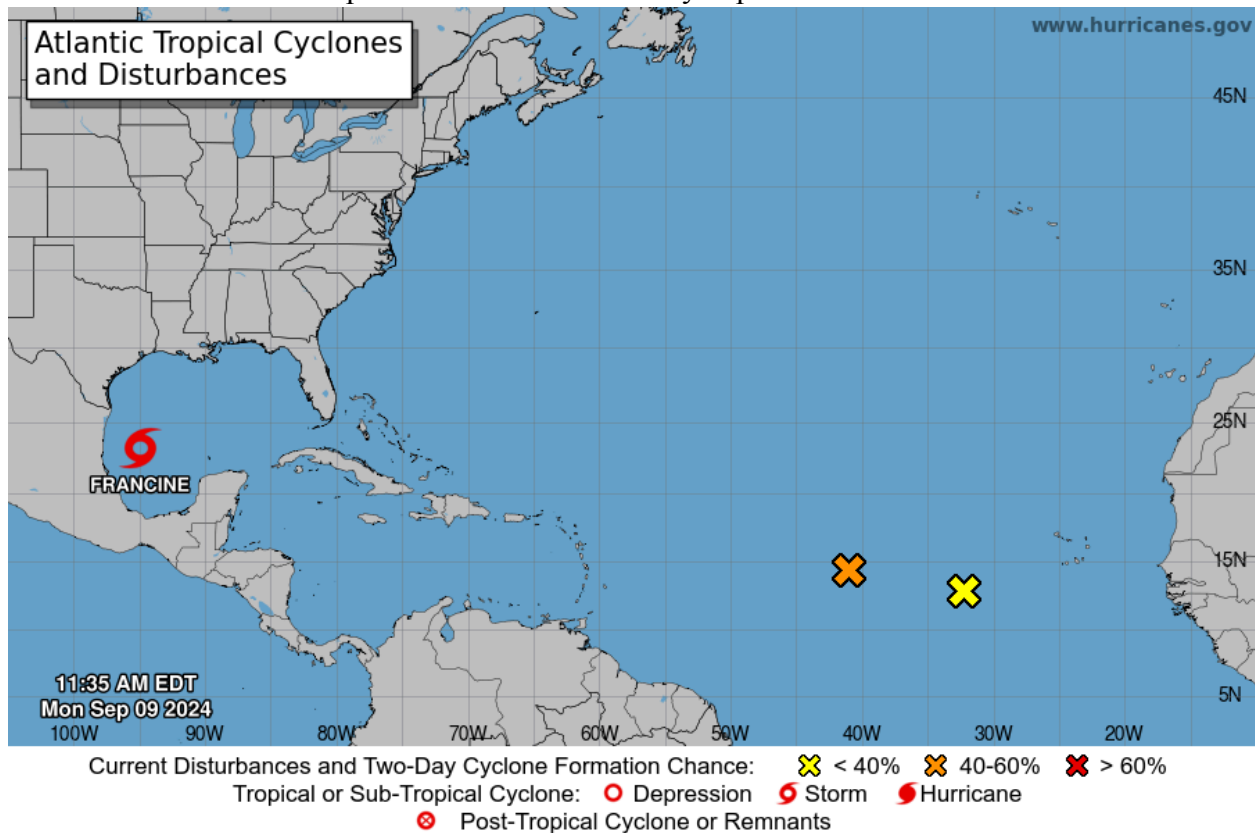 Atlantic Tropical Cyclones
and Disturbances
www.hurricanes.gov
45N
35N
25N
FRANCINE
15N
11:35 AM EDT
Mon Sep 09 2024
5N
100W 90W 80W 70W 60W 50W 40W 30W 20W
Current Disturbances and Two-Day Cyclone Formation Chance: < 40% 40-60% > 60%
Tropical or Sub-Tropical Cyclone: Depression Storm Hurricane
Post-Tropical Cyclone or Remnants